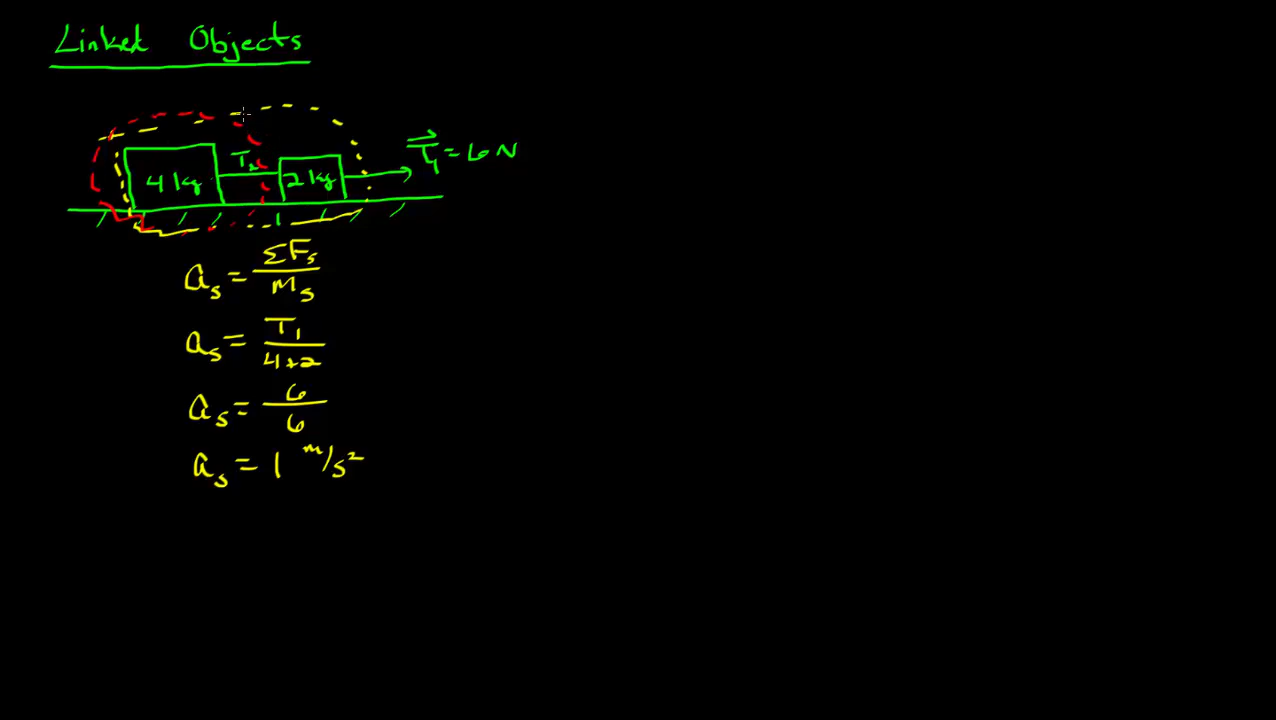 Linked Objects
T⃗₁ = 6 N
4 kg T₂ 2 kg
aₛ = ΣFₛ / mₛ
aₛ = T₁ / 4+2
aₛ = 6 / 6
aₛ = 1 m/s²